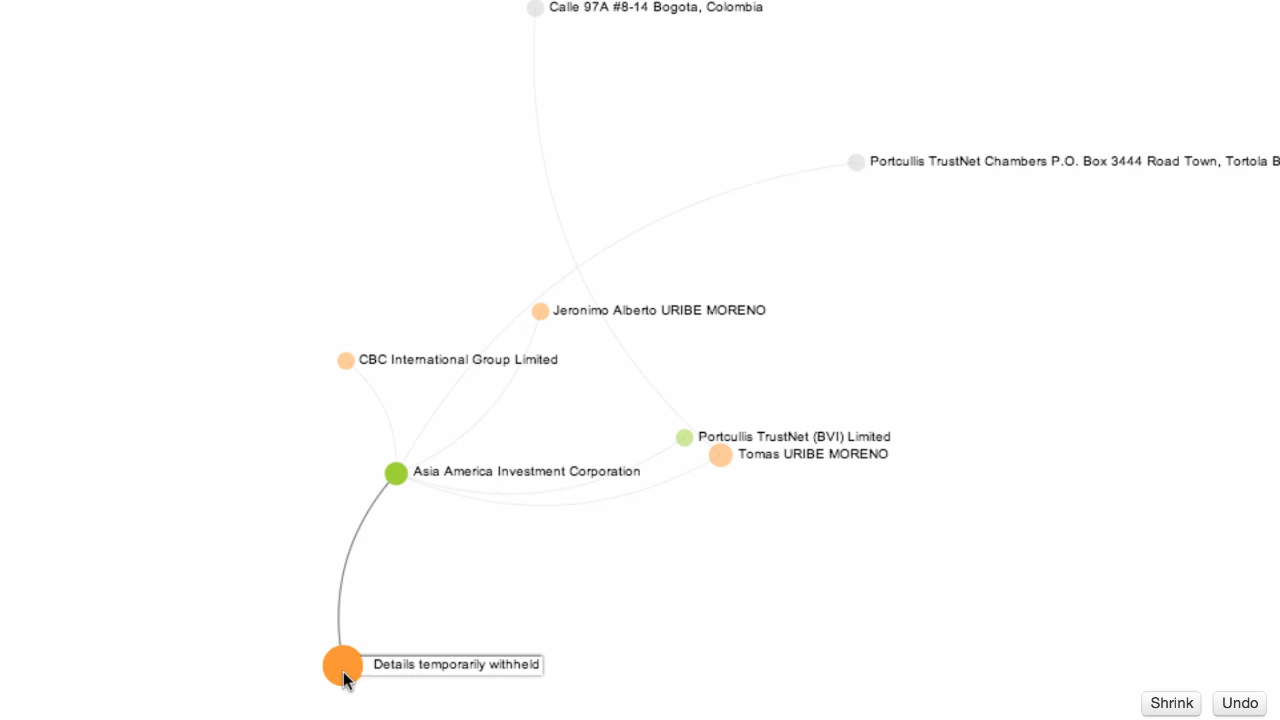 Calle 97A #8-14 Bogota, Colombia
Portcullis TrustNet Chambers P.O. Box 3444 Road Town, Tortola B
Jeronimo Alberto URIBE MORENO
CBC International Group Limited
Portcullis TrustNet (BVI) Limited
Tomas URIBE MORENO
Asia America Investment Corporation
Details temporarily withheld
Shrink
Undo